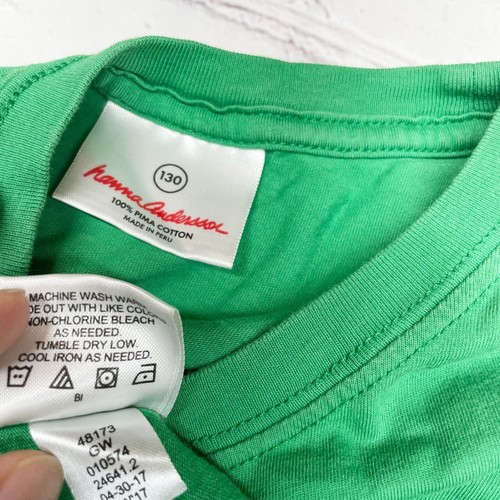 130
hanna Andersson
100% PIMA COTTON
MADE IN PERU
MACHINE WASH WARM
OUT WITH LIKE COLORS
NON-CHLORINE BLEACH
AS NEEDED.
TUMBLE DRY LOW.
COOL IRON AS NEEDED.
BI
48173
GW
010574
24641.2
04-30-17